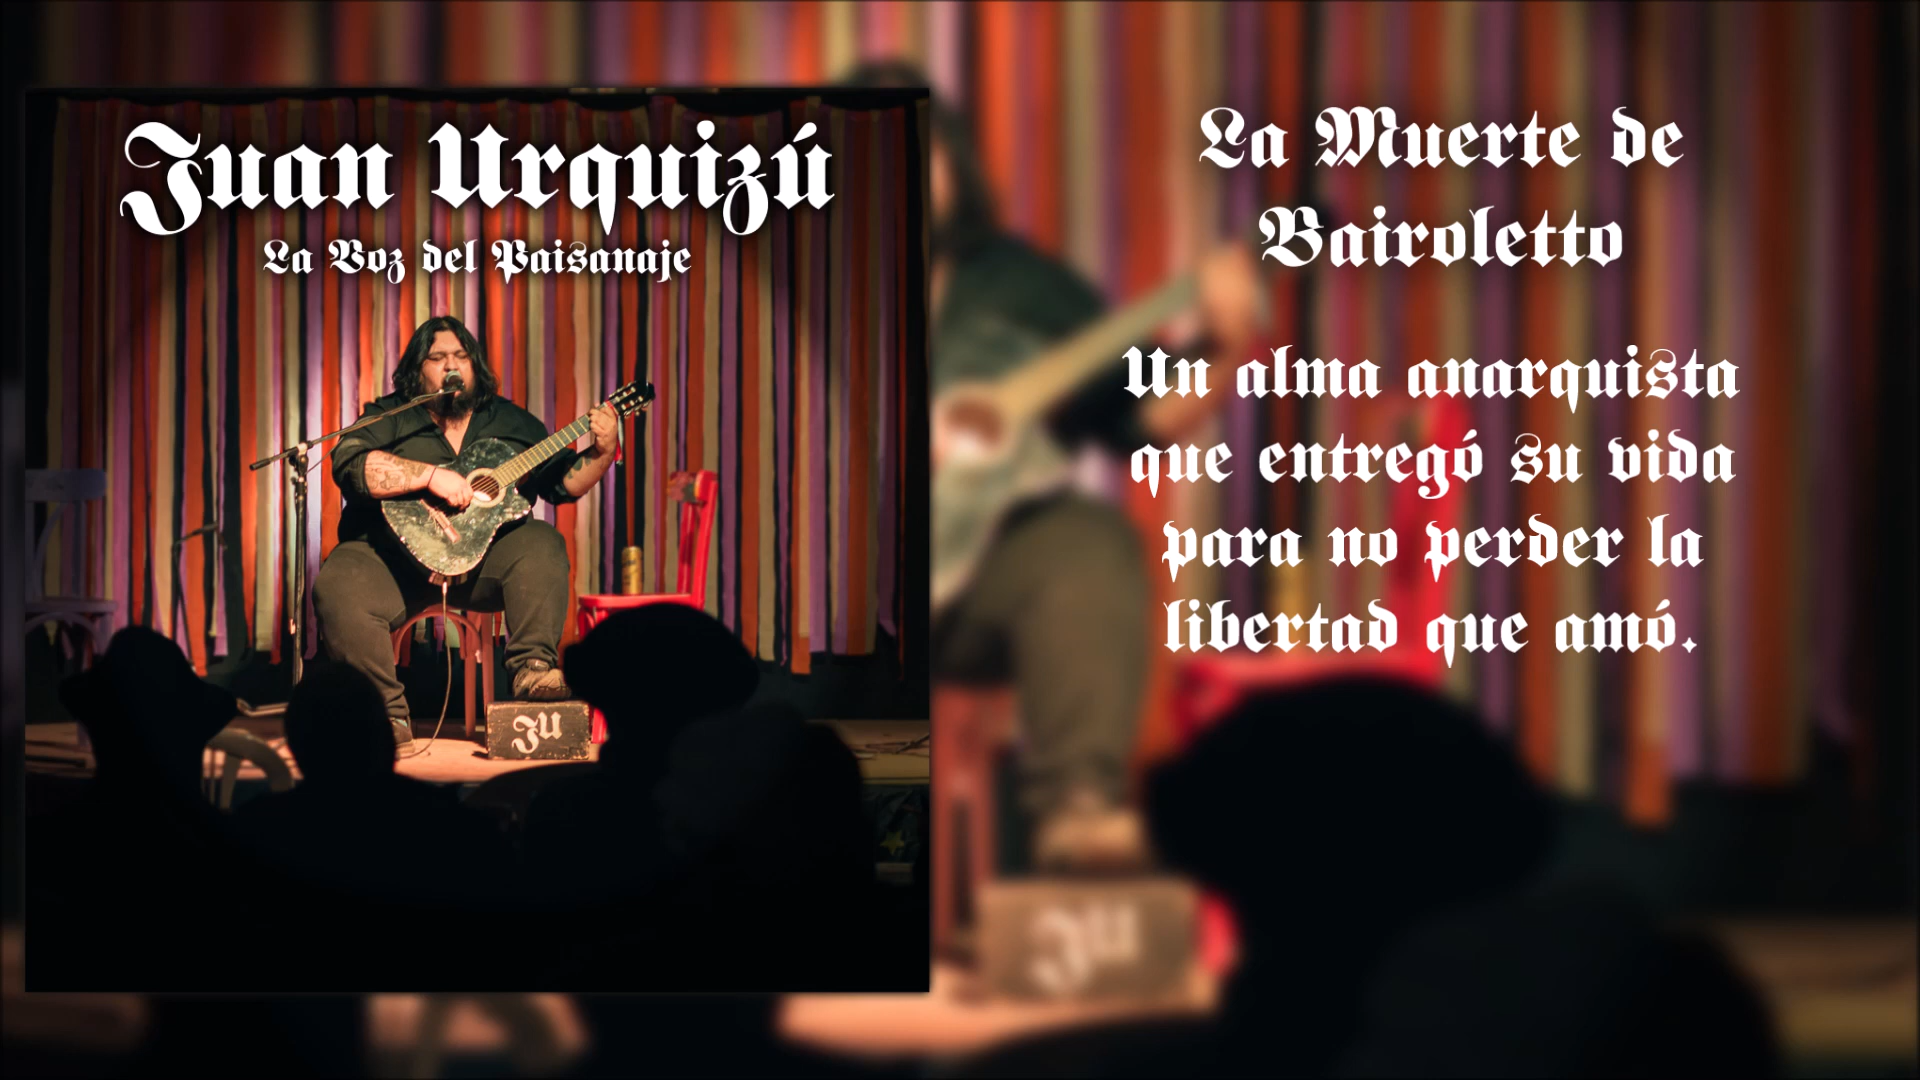 Juan Urquizú
La Voz del Paisanaje
JU
La Muerte de
Bairoletto
Un alma anarquista
que entregó su vida
para no perder la
libertad que amó.
JU